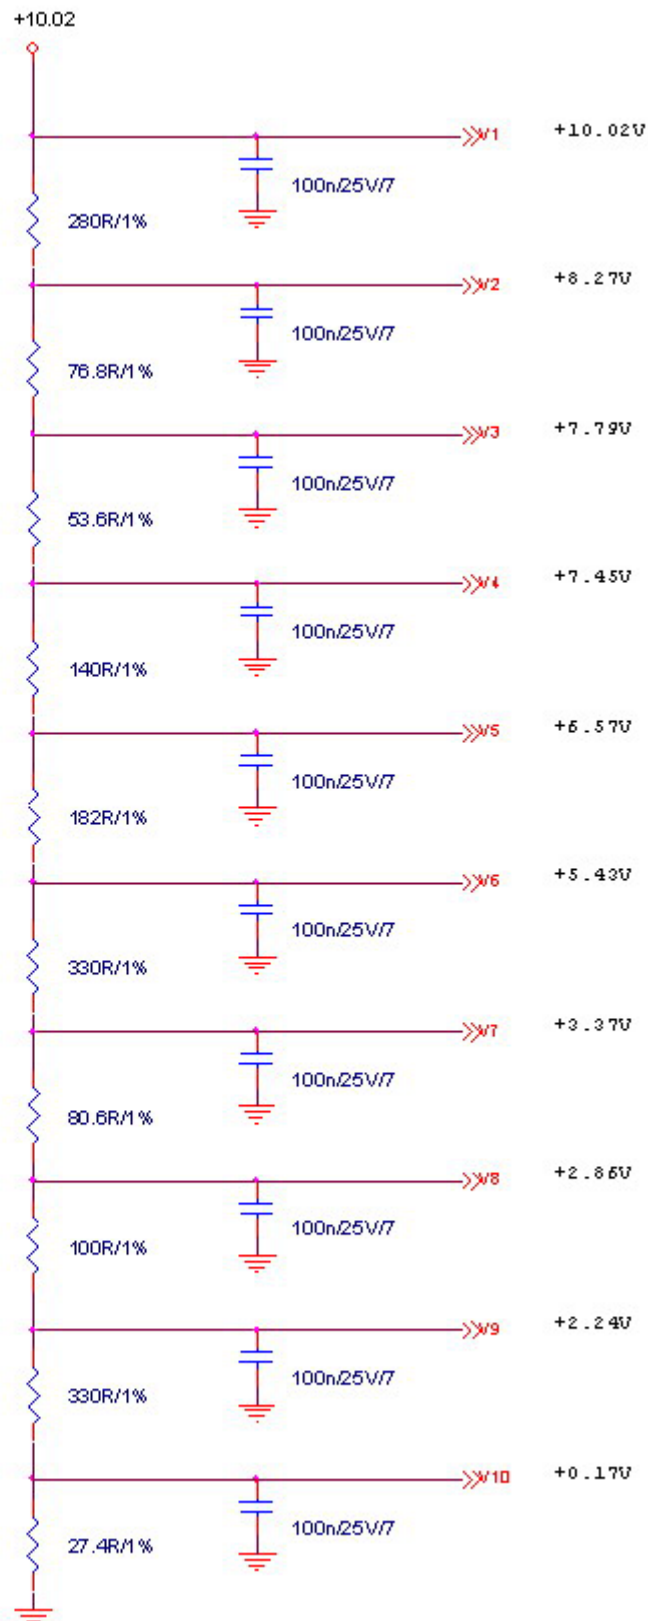 +10.02
V1 +10.02V
100n/25V/7
280R/1%
V2 +8.27V
100n/25V/7
76.8R/1%
V3 +7.79V
100n/25V/7
53.6R/1%
V4 +7.45V
100n/25V/7
140R/1%
V5 +6.57V
100n/25V/7
182R/1%
V6 +5.43V
100n/25V/7
330R/1%
V7 +3.37V
100n/25V/7
80.6R/1%
V8 +2.86V
100n/25V/7
100R/1%
V9 +2.24V
100n/25V/7
330R/1%
V10 +0.17V
100n/25V/7
27.4R/1%